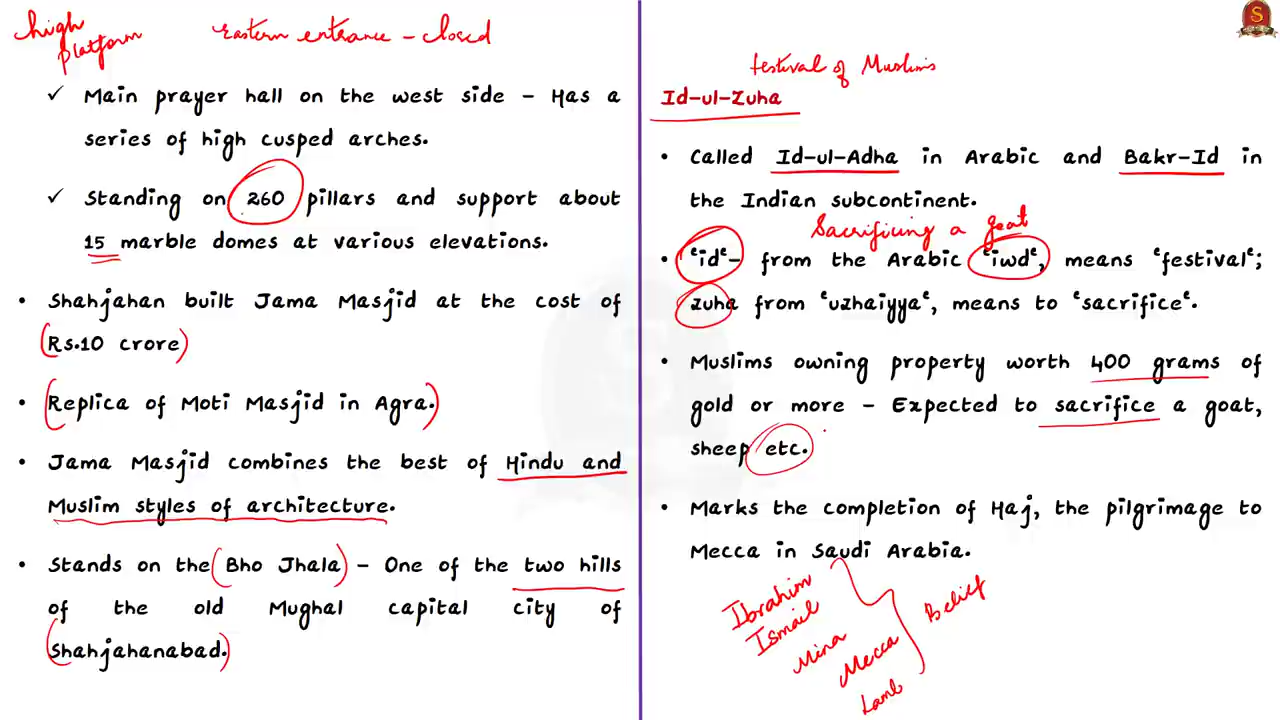 high
platform
Eastern entrance - closed
✓ Main prayer hall on the west side – Has a
series of high cusped arches.
✓ Standing on 260 pillars and support about
15 marble domes at various elevations.
• Shahjahan built Jama Masjid at the cost of
Rs.10 crore
• Replica of Moti Masjid in Agra.
• Jama Masjid combines the best of Hindu and
Muslim styles of architecture.
• Stands on the Bho Jhala – One of the two hills
of the old Mughal capital city of
Shahjahanabad.
festival of Muslims
Id-ul-Zuha
• Called Id-ul-Adha in Arabic and Bakr-Id in
the Indian subcontinent.
Sacrificing a goat
• ‘id‘- from the Arabic ‘iwd‘, means ‘festival‘;
zuha from ‘uzhaiyya‘, means to ‘sacrifice‘.
• Muslims owning property worth 400 grams of
gold or more – Expected to sacrifice a goat,
sheep etc.
• Marks the completion of Haj, the pilgrimage to
Mecca in Saudi Arabia.
Ibrahim
Ismail
Mina
Mecca
Lamb
Belief